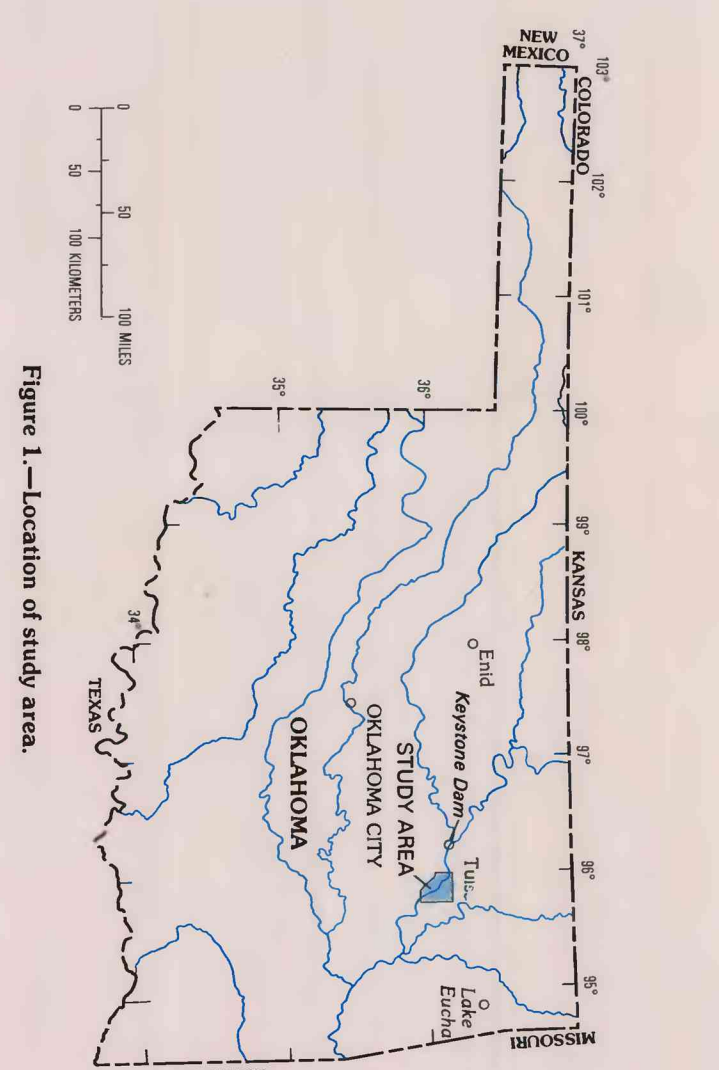 103°
102°
101°
100°
99°
98°
97°
96°
95°
37°
COLORADO
KANSAS
MISSOURI
NEW
MEXICO
Enid
Keystone Dam
Lake
Eucha
36°
STUDY AREA
OKLAHOMA CITY
OKLAHOMA
35°
34°
TEXAS
0 50 100 MILES
0 50 100 KILOMETERS
Figure 1.—Location of study area.